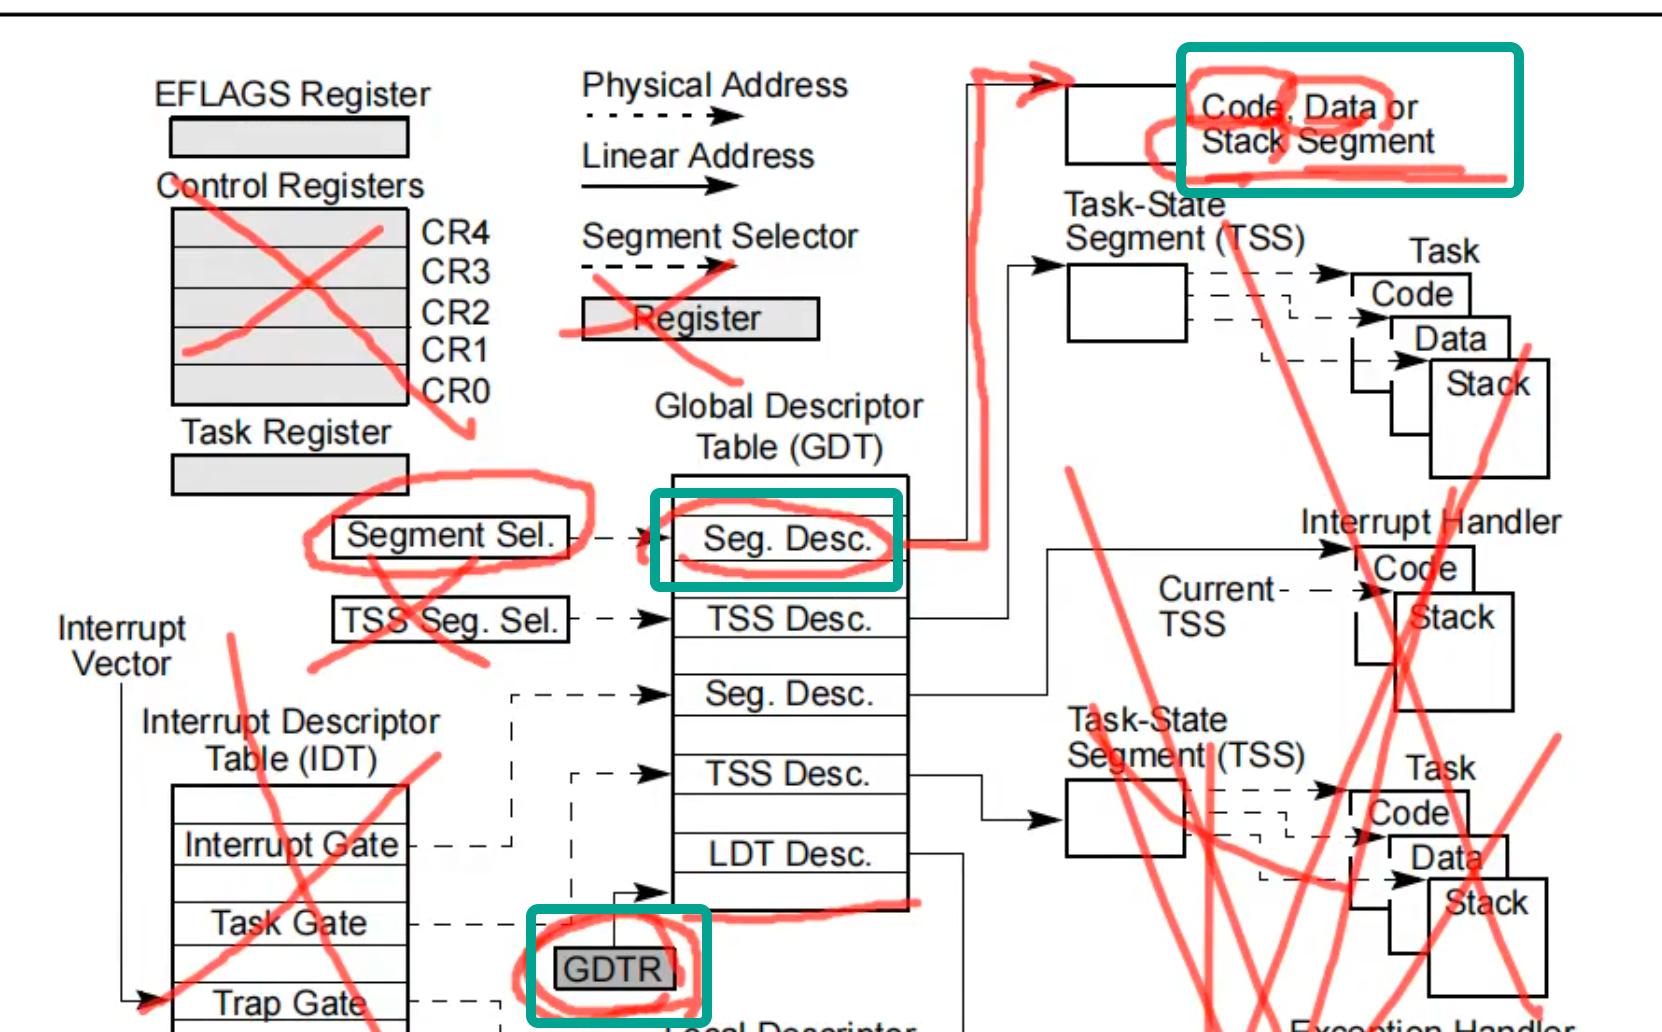 EFLAGS Register
Control Registers
CR4
CR3
CR2
CR1
CR0
Task Register
Segment Sel.
TSS Seg. Sel.
Interrupt
Vector
Interrupt Descriptor
Table (IDT)
Interrupt Gate
Task Gate
Trap Gate
Physical Address
Linear Address
Segment Selector
Register
Global Descriptor
Table (GDT)
Seg. Desc.
TSS Desc.
Seg. Desc.
TSS Desc.
LDT Desc.
GDTR
Local Descriptor
Code, Data or
Stack Segment
Task-State
Segment (TSS)
Task
Code
Data
Stack
Interrupt Handler
Code
Current
TSS
Stack
Task-State
Segment (TSS)
Task
Code
Data
Stack
Exception Handler